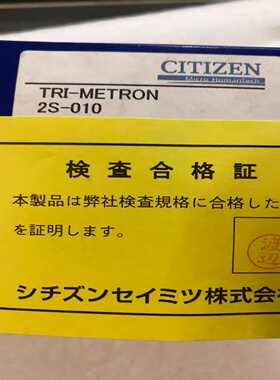 CITIZEN
Micro HumanTech
TRI-METRON
2S-010
検査合格証
本製品は弊社検査規格に合格した
を証明します。
渡辺
シチズンセイミツ株式会